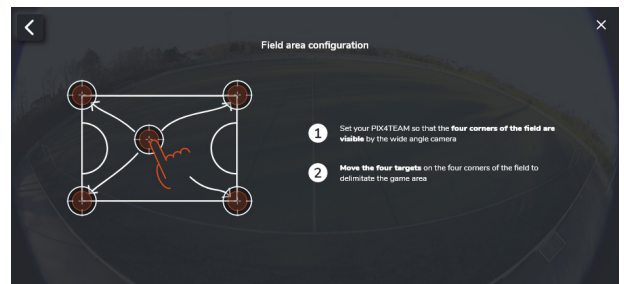 Field area configuration
1
Set your PIX4TEAM so that the four corners of the field are
visible by the wide angle camera
2
Move the four targets on the four corners of the field to
delimitate the game area